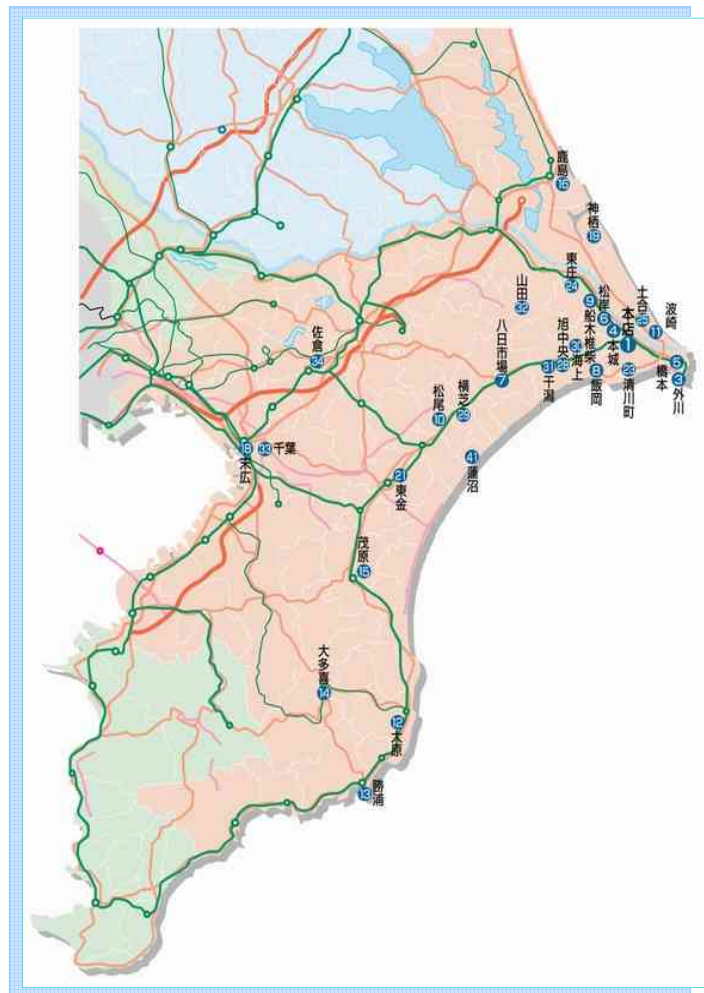 鹿島
16
神栖
19
東庄
24
山田
32
9
船木椎柴
松岸
6
4
本城
本店
1
土合
25
波崎
11
橋本
5
3
外川
23
清川町
8
飯岡
30
海上
旭中央
26
31
干潟
八日市場
7
佐倉
34
横芝
29
松尾
10
41
蓮沼
18
末広
33
千葉
21
東金
茂原
15
大多喜
14
12
大原
13
勝浦